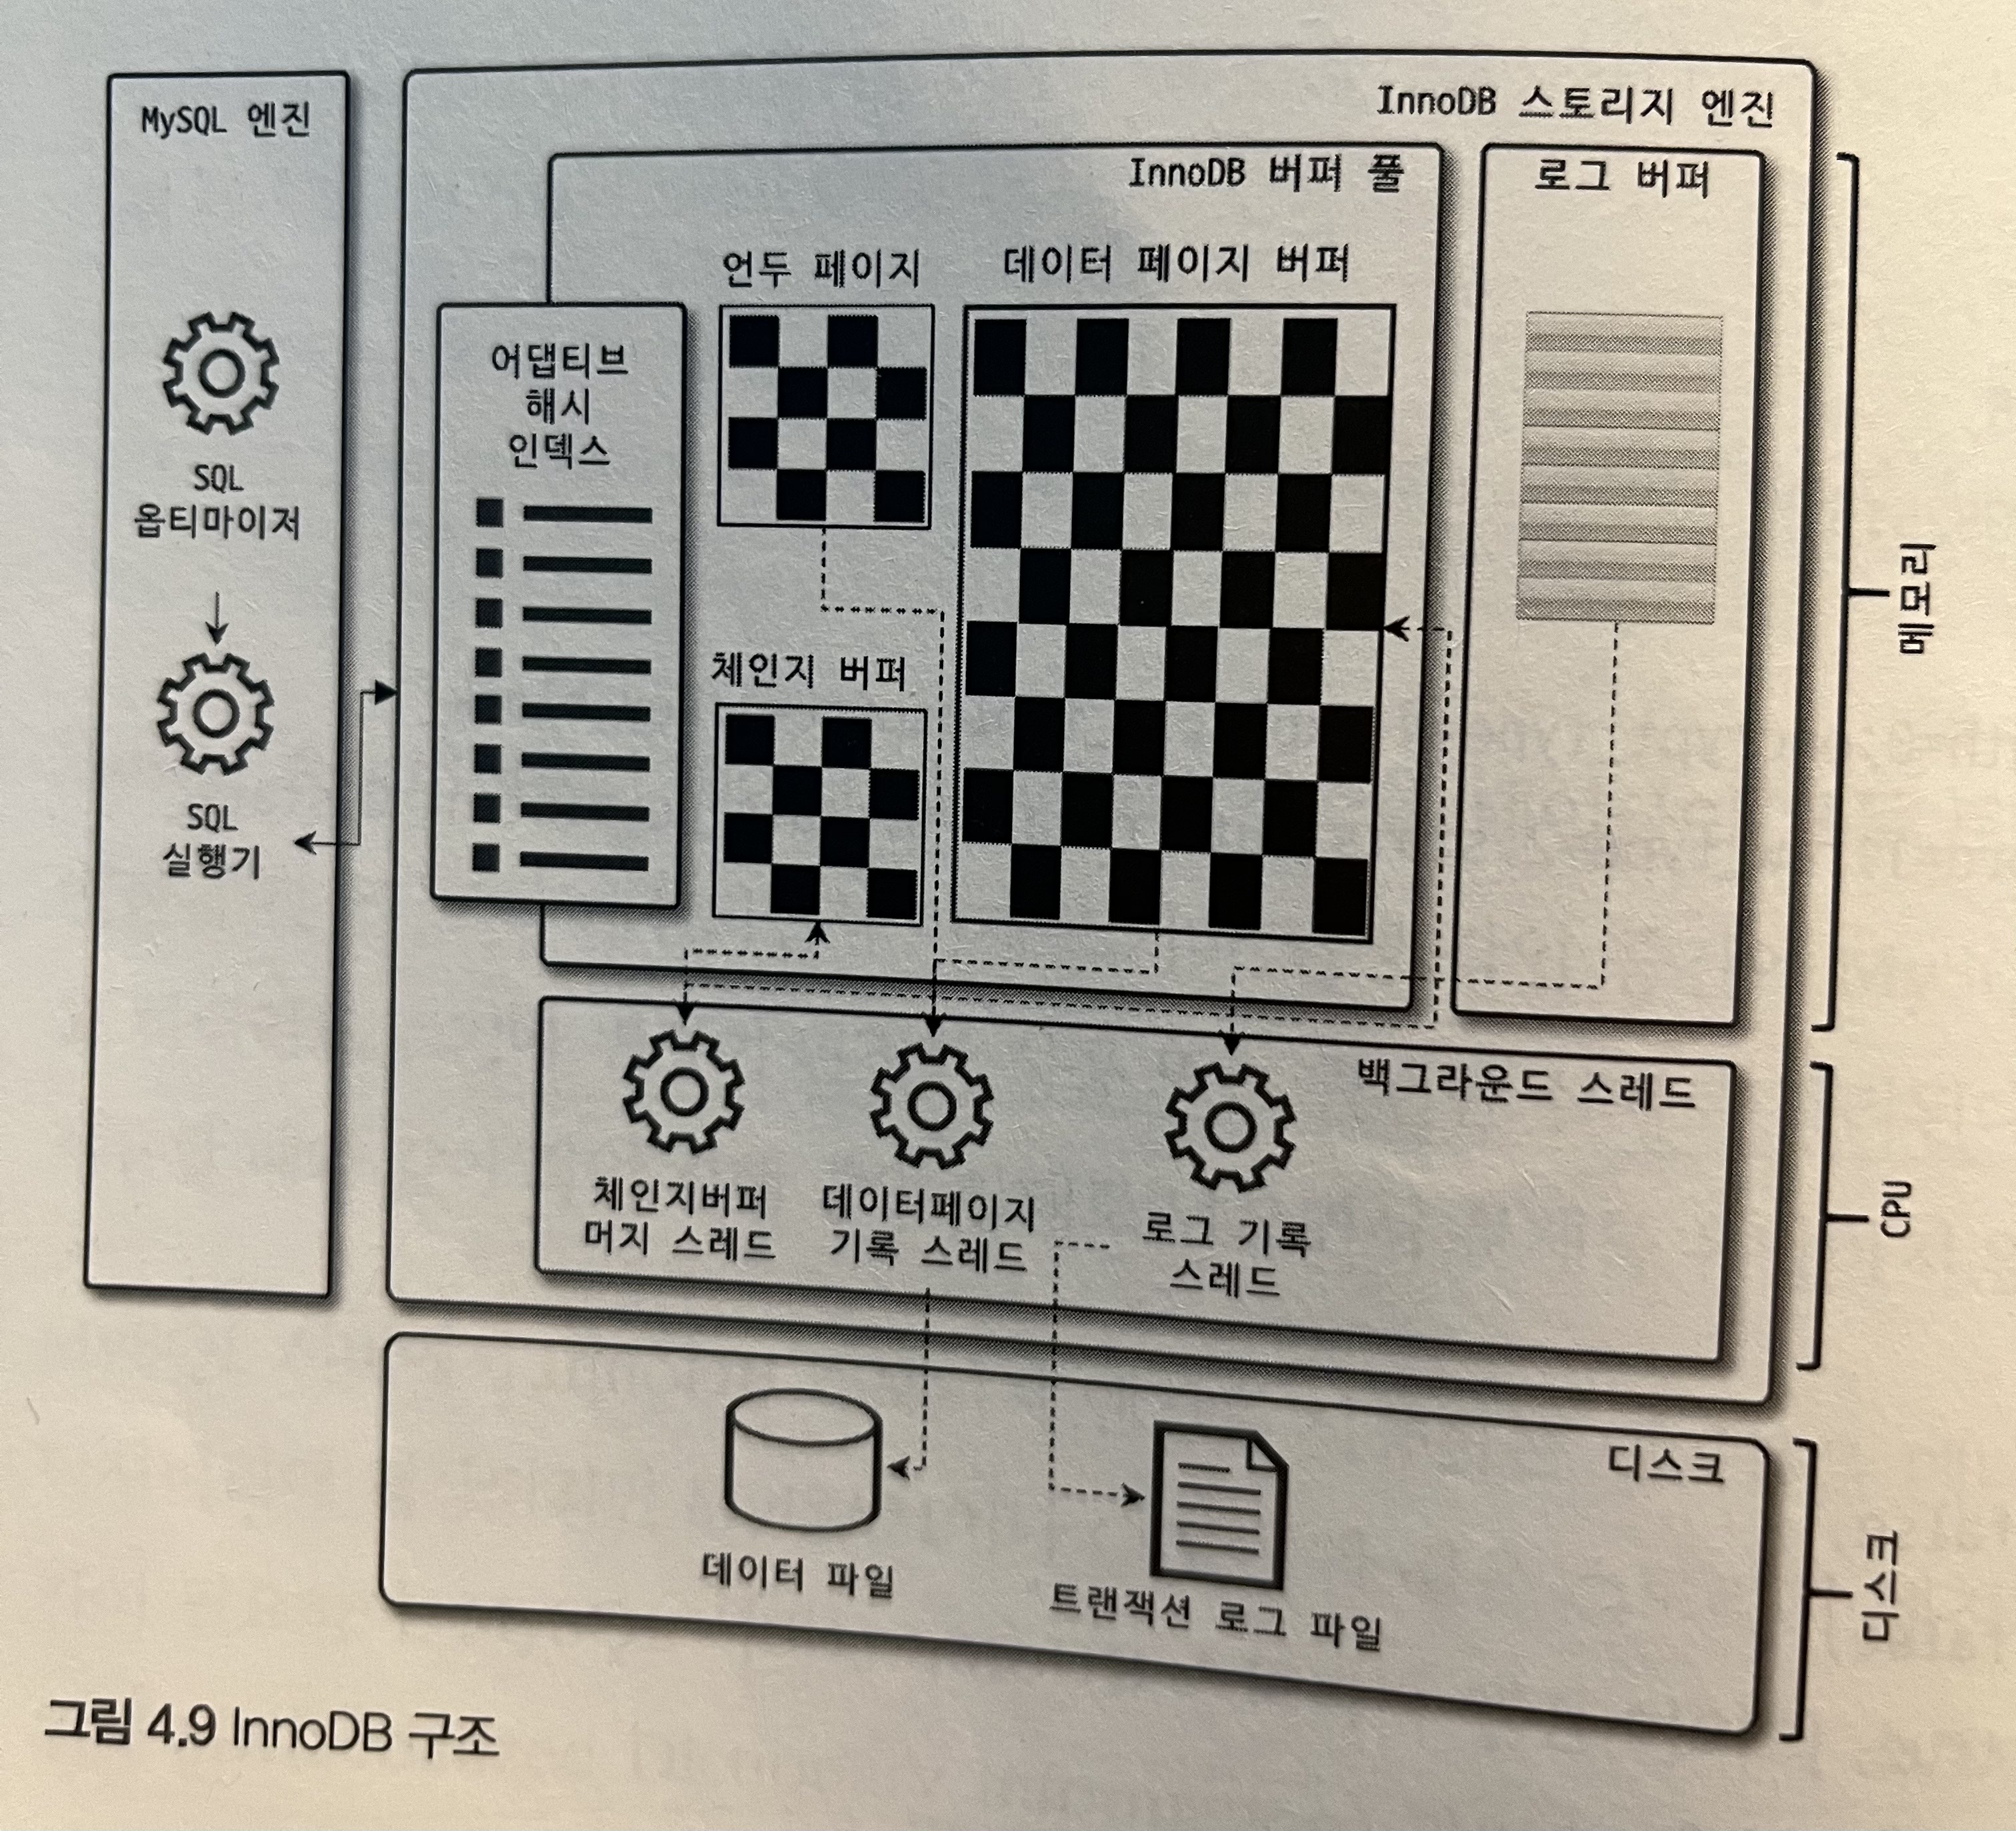 MySQL 엔진
SQL
옵티마이저
SQL
실행기
InnoDB 스토리지 엔진
InnoDB 버퍼 풀
로그 버퍼
언두 페이지
데이터 페이지 버퍼
어댑티브
해시
인덱스
체인지 버퍼
메모리
백그라운드 스레드
체인지버퍼
머지 스레드
데이터페이지
기록 스레드
로그 기록
스레드
CPU
디스크
데이터 파일
트랜잭션 로그 파일
디스크
그림 4.9 InnoDB 구조